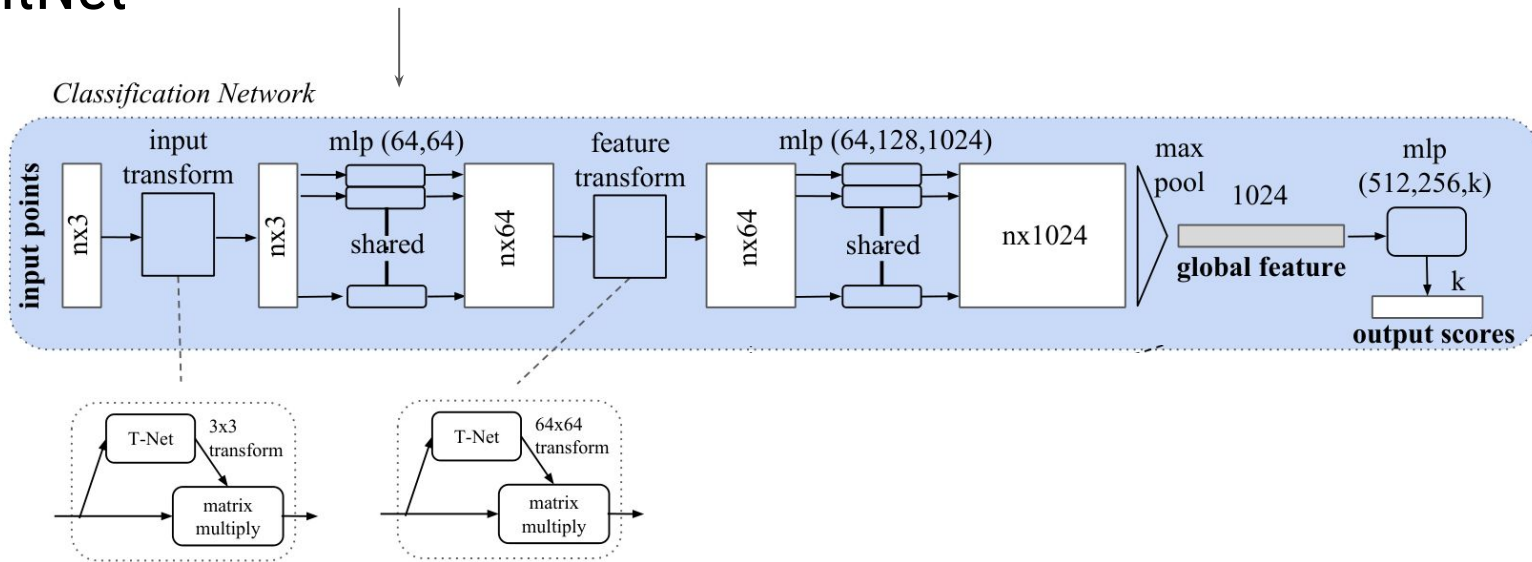 Classification Network
input points
nx3
input
transform
nx3
mlp (64,64)
shared
nx64
feature
transform
nx64
mlp (64,128,1024)
shared
nx1024
max
pool
1024
global feature
mlp
(512,256,k)
k
output scores
T-Net
3x3
transform
matrix
multiply
T-Net
64x64
transform
matrix
multiply